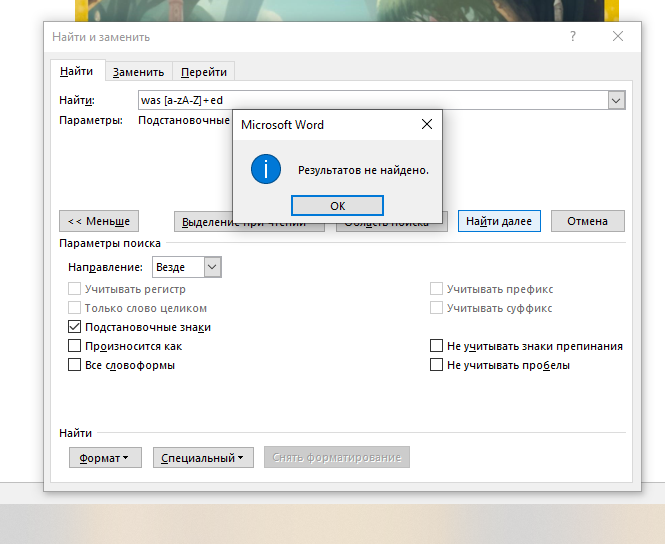 Найти и заменить
?
Найти
Заменить
Перейти
Найти:
was [a-zA-Z]+ed
Параметры:
Подстановочные
Microsoft Word
Результатов не найдено.
ОК
<< Меньше
Выделение при чтении
Область поиска
Найти далее
Отмена
Параметры поиска
Направление:
Везде
Учитывать регистр
Учитывать префикс
Только слово целиком
Учитывать суффикс
Подстановочные знаки
Произносится как
Не учитывать знаки препинания
Все словоформы
Не учитывать пробелы
Найти
Формат
Специальный
Снять форматирование